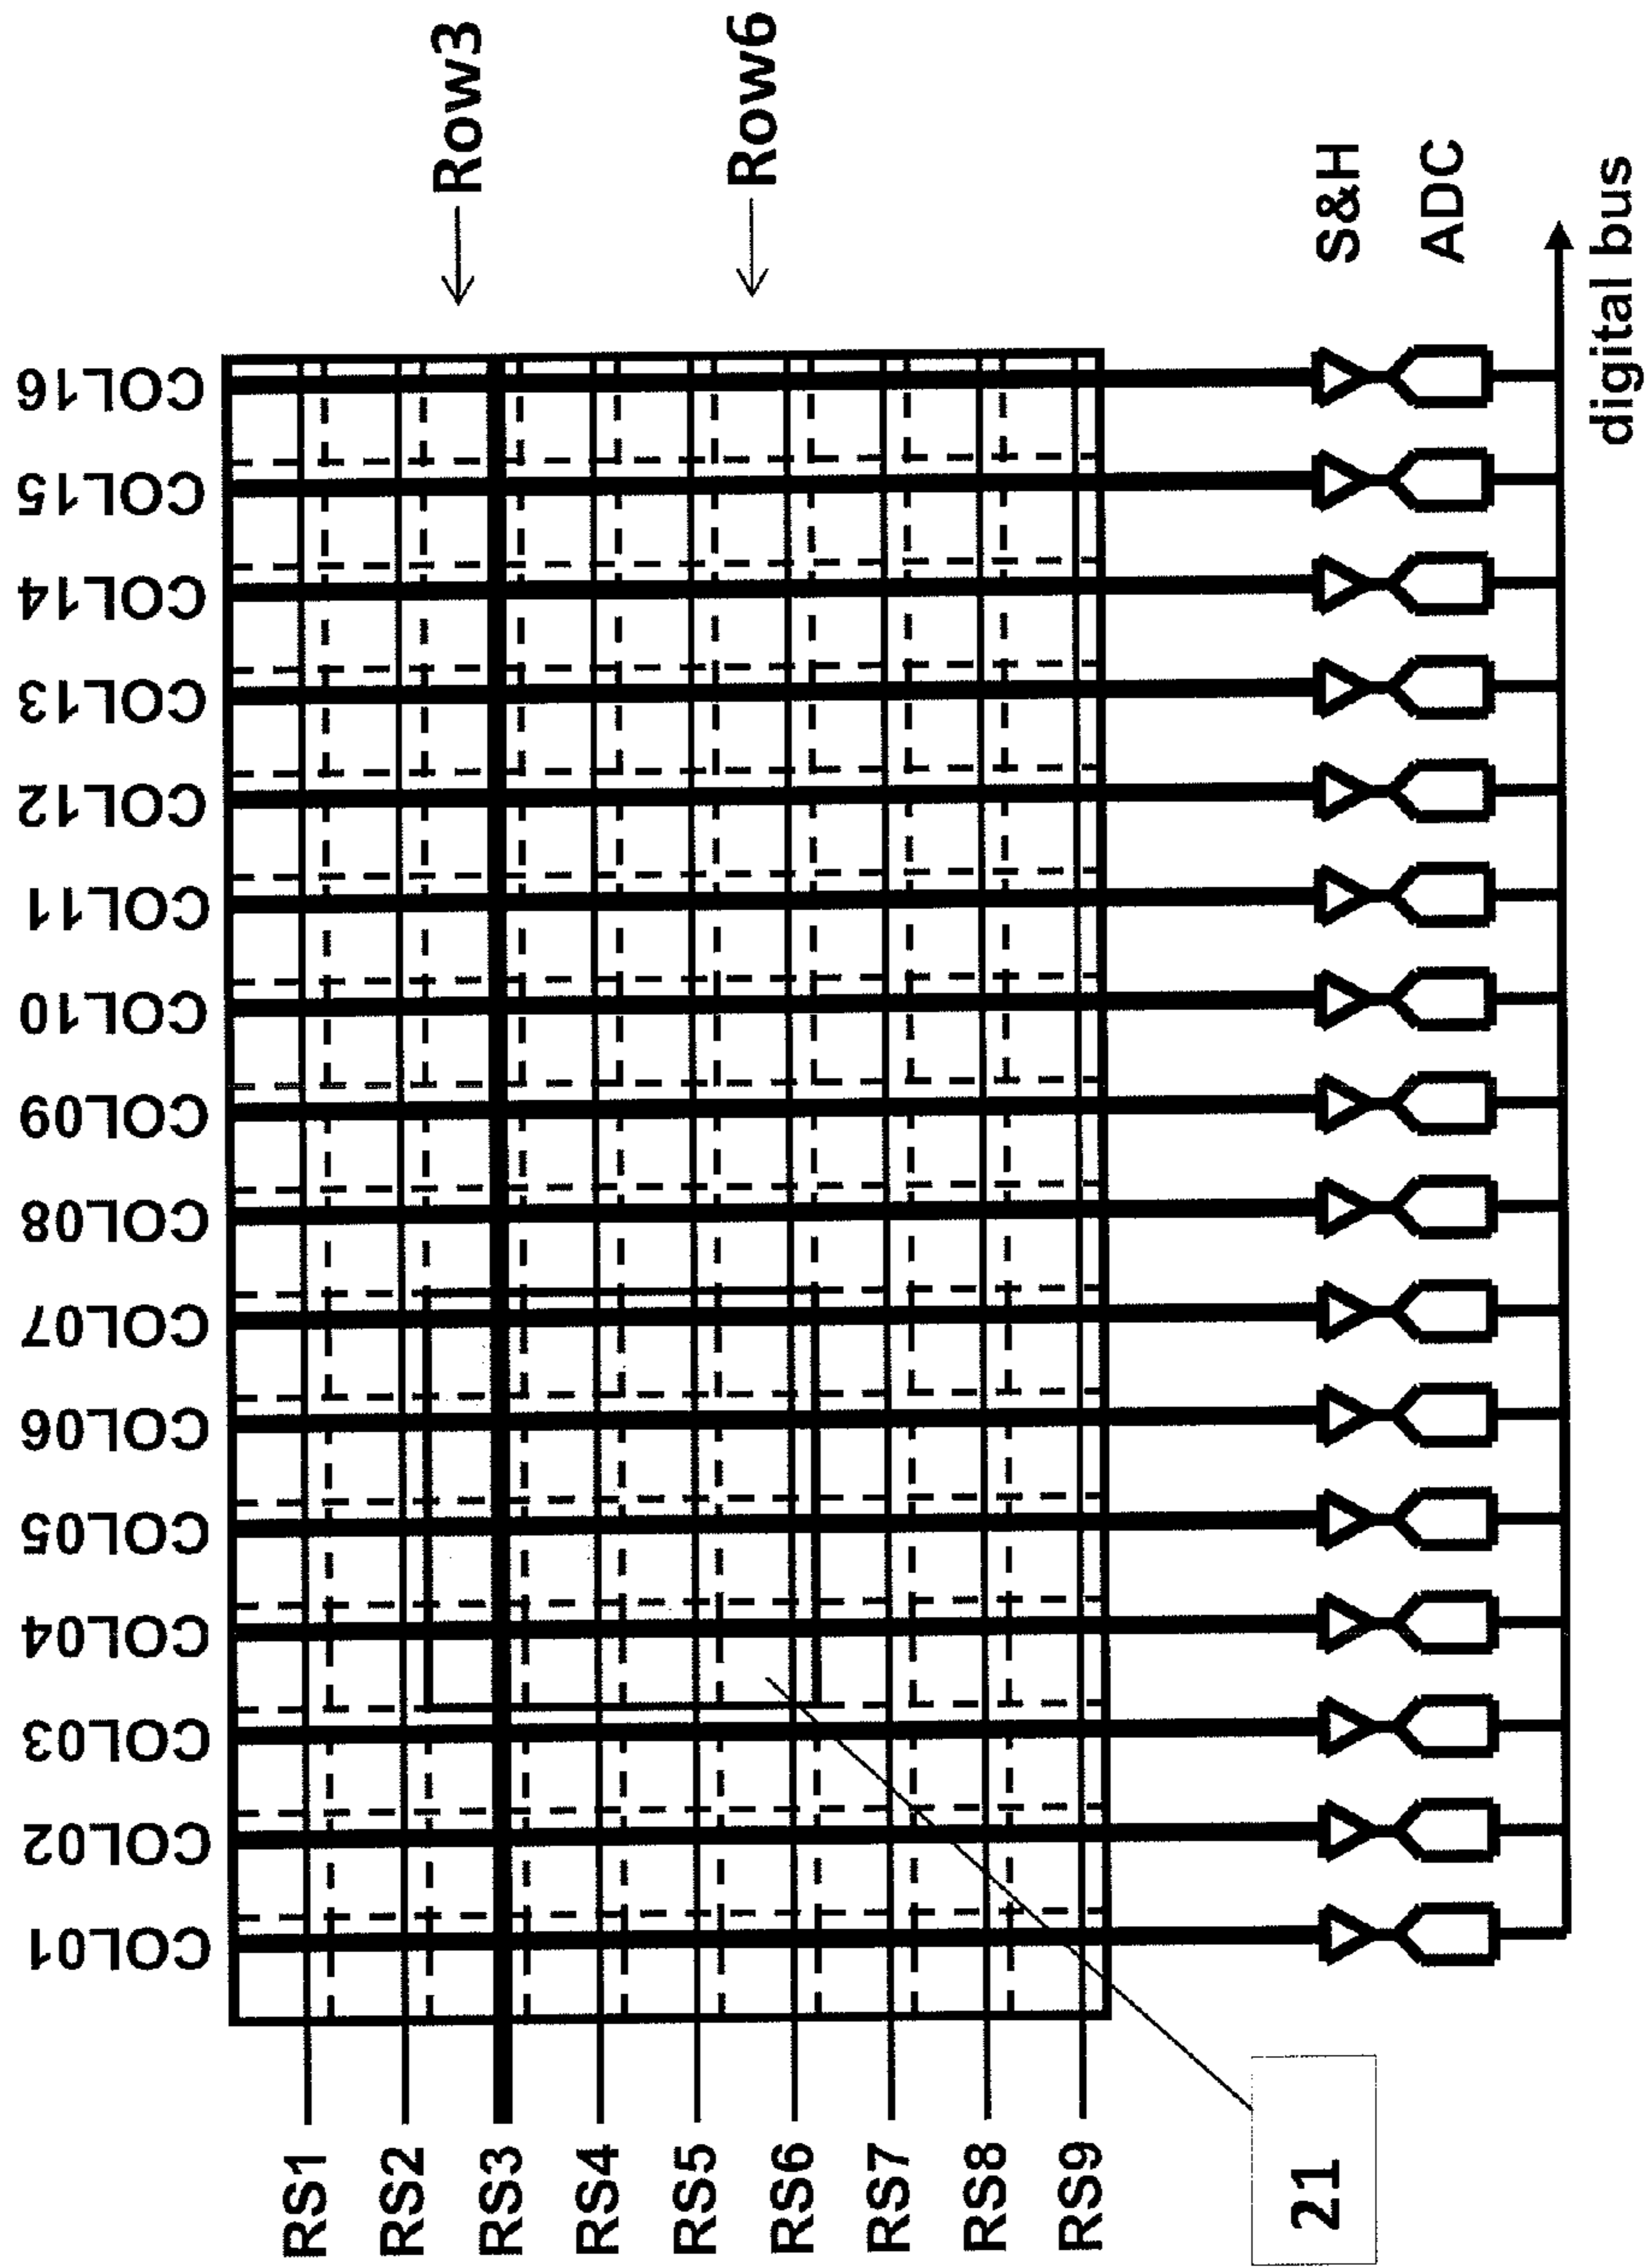 COL01
COL02
COL03
COL04
COL05
COL06
COL07
COL08
COL09
COL10
COL11
COL12
COL13
COL14
COL15
COL16
RS1
RS2
RS3
RS4
RS5
RS6
RS7
RS8
RS9
Row3
Row6
S&H
ADC
digital bus
21